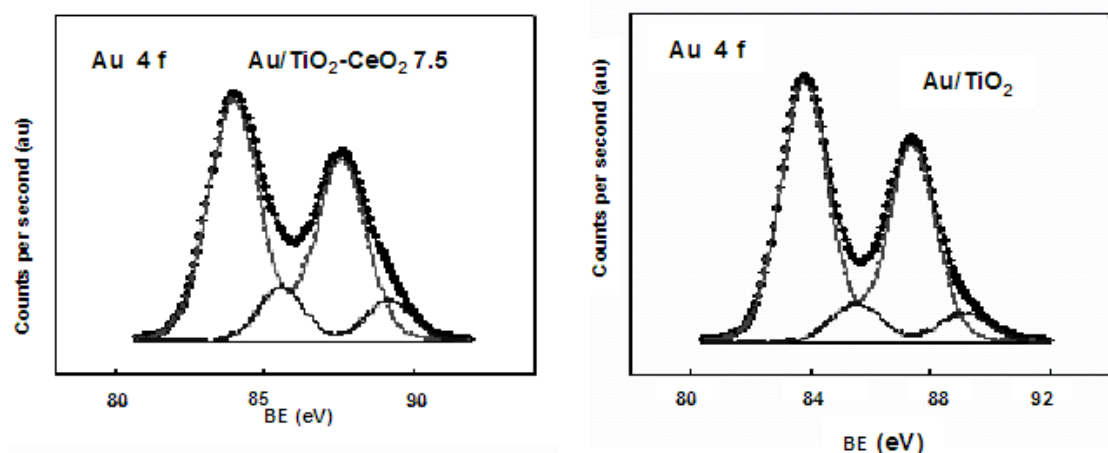 Au 4 f
Au/TiO₂-CeO₂ 7.5
Counts per second (au)
80
85
90
BE (eV)
Au 4 f
Au/TiO₂
Counts per second (au)
80
84
88
92
BE (eV)